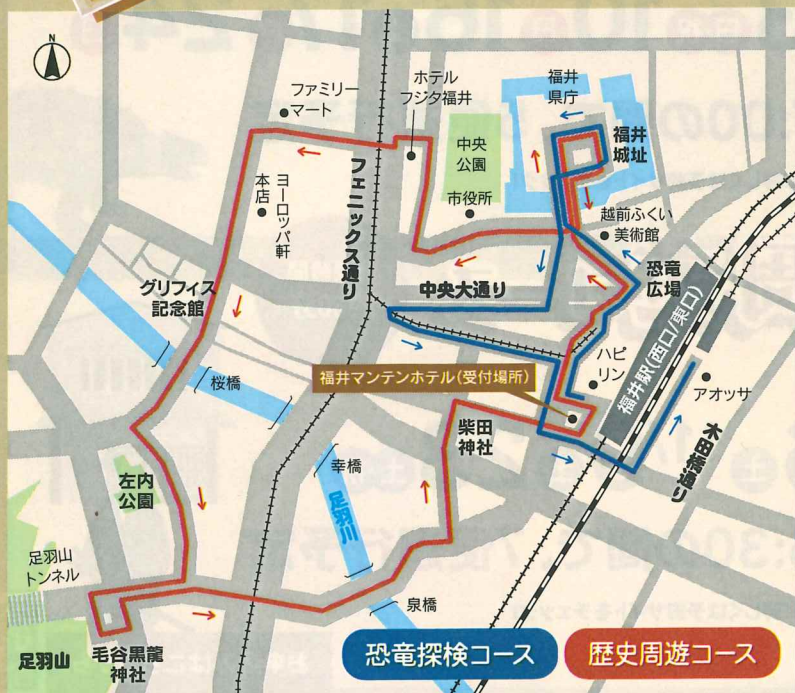 N
ファミリー
マート
ホテル
フジタ福井
福井
県庁
中央
公園
福井
城址
市役所
ヨーロッパ軒
本店
フェニックス通り
越前ふくい
美術館
恐竜
広場
グリフィス
記念館
中央大通り
福井駅(西口/東口)
桜橋
福井マンテンホテル(受付場所)
ハピ
リン
アオッサ
柴田
神社
木田橋通り
幸橋
左内
公園
足羽川
足羽山
トンネル
泉橋
足羽山
毛谷黒龍
神社
恐竜探検コース
歴史周遊コース